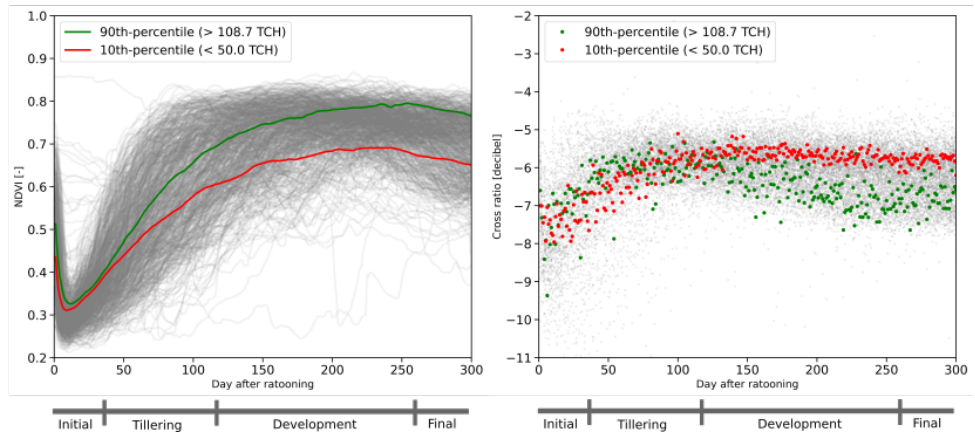 1.0
0.9
0.8
0.7
0.6
0.5
0.4
0.3
0.2
NDVI [-]
90th-percentile (> 108.7 TCH)
10th-percentile (< 50.0 TCH)
0 50 100 150 200 250 300
Day after ratooning
Initial Tillering Development Final
−2
−3
−4
−5
−6
−7
−8
−9
−10
−11
Cross ratio [decibel]
90th-percentile (> 108.7 TCH)
10th-percentile (< 50.0 TCH)
0 50 100 150 200 250 300
Day after ratooning
Initial Tillering Development Final